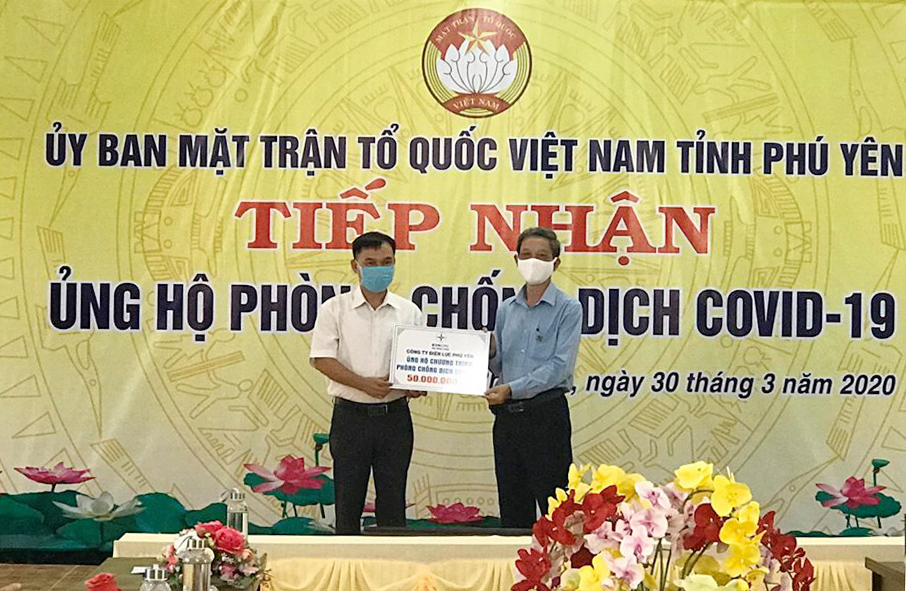 MẶT TRẬN TỔ QUỐC
VIỆT NAM
ỦY BAN MẶT TRẬN TỔ QUỐC VIỆT NAM TỈNH PHÚ YÊN
TIẾP NHẬN
ỦNG HỘ PHÒNG CHỐNG DỊCH COVID-19
ngày 30 tháng 3 năm 2020
CÔNG TY ĐIỆN LỰC PHÚ YÊN
ỦNG HỘ CHƯƠNG TRÌNH
PHÒNG CHỐNG DỊCH
50.000.000